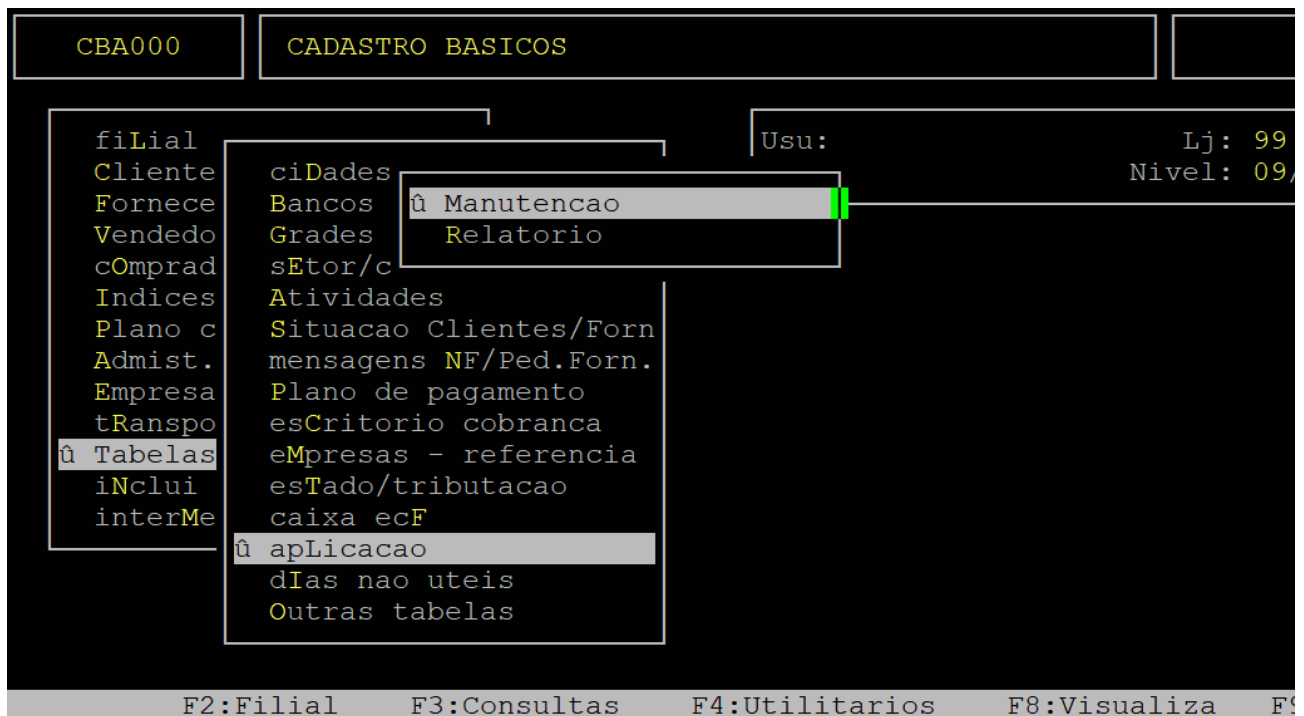 CBA000 CADASTRO BASICOS
fiLial
Cliente
Fornece
Vendedo
cOmprad
Indices
Plano c
Admist.
Empresa
tRanspo
û Tabelas
iNclui
interMe
ciDades
Bancos
Grades
sEtor/c
Atividades
Situacao Clientes/Forn
mensagens NF/Ped.Forn.
Plano de pagamento
esCritorio cobranca
eMpresas - referencia
esTado/tributacao
caixa ecF
û apLicacao
dIas nao uteis
Outras tabelas
û Manutencao
Relatorio
Usu: Lj: 99
Nivel: 09/
F2:Filial F3:Consultas F4:Utilitarios F8:Visualiza F9